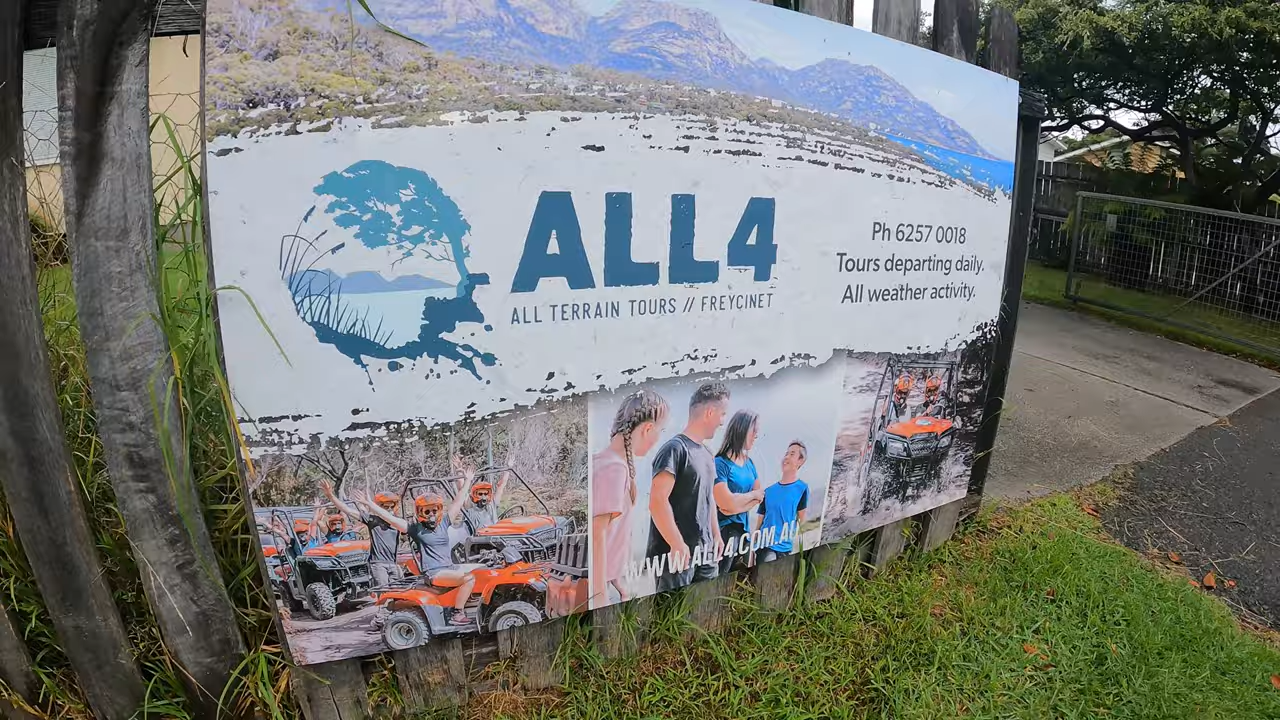 ALL4
ALL TERRAIN TOURS // FREYCINET
Ph 6257 0018
Tours departing daily.
All weather activity.
WWW.ALL4.COM.AU